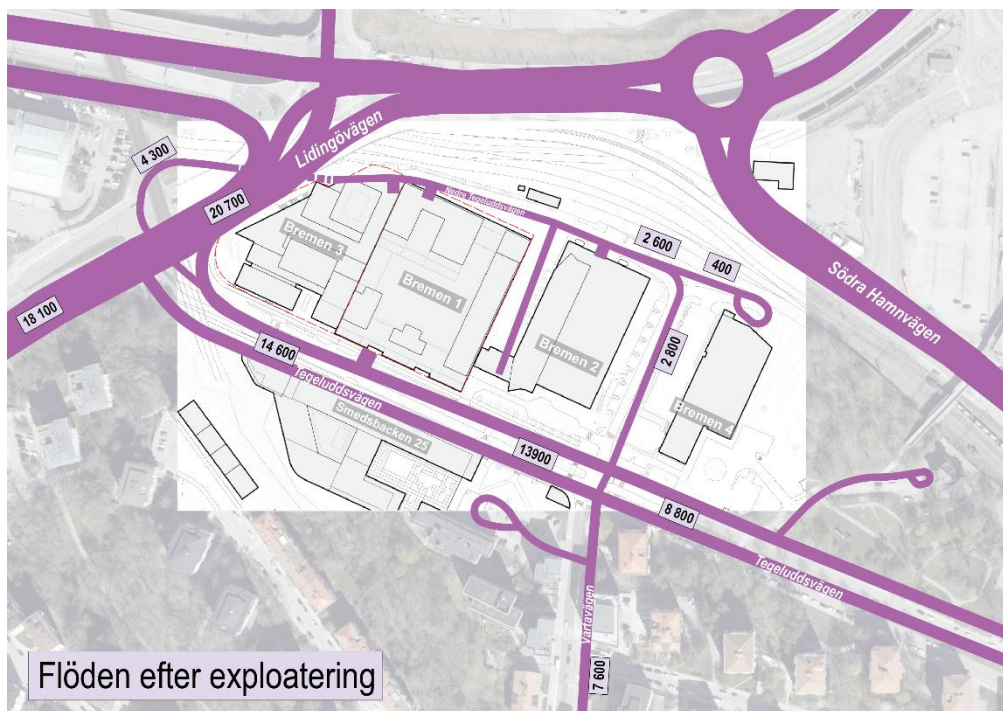 4 300
Lidingövägen
20 700
18 100
Nedre Tegeluddsvägen
Bremen 3
Bremen 1
2 600
400
Södra Hamnvägen
14 600
Tegeluddsvägen
Bremen 2
2 800
Bremen 4
Smedsbacken 25
13900
8 800
Tegeluddsvägen
Värtavägen
7 600
Flöden efter exploatering